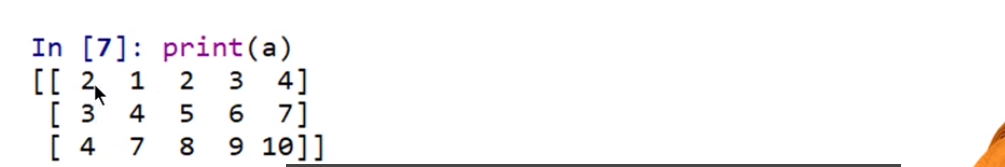 In [7]: print(a)
[[ 2  1  2  3  4]
 [ 3  4  5  6  7]
 [ 4  7  8  9 10]]